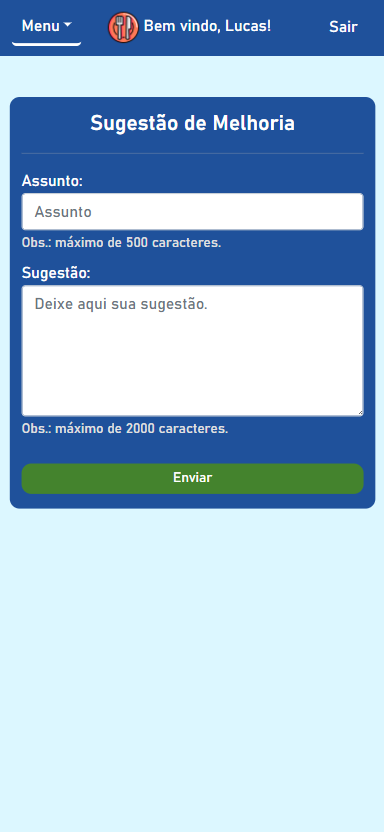 Menu
Bem vindo, Lucas!
Sair
Sugestão de Melhoria
Assunto:
Assunto
Obs.: máximo de 500 caracteres.
Sugestão:
Deixe aqui sua sugestão.
Obs.: máximo de 2000 caracteres.
Enviar